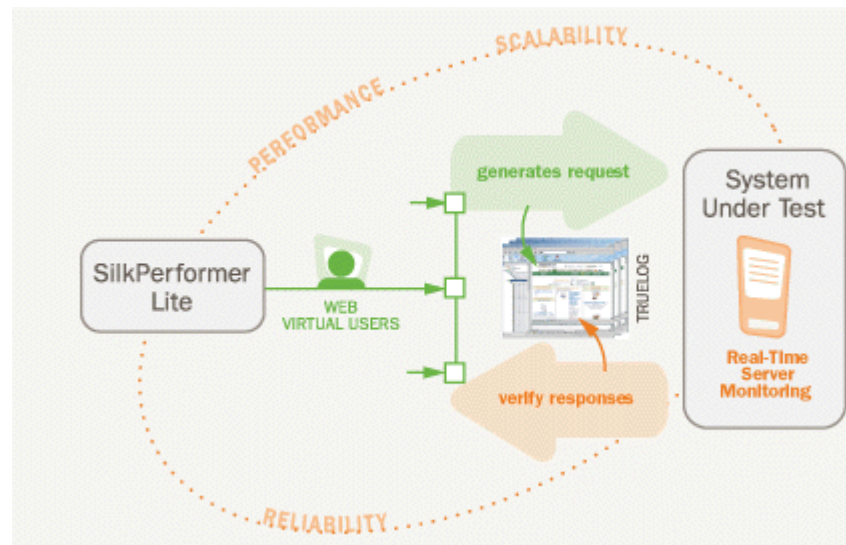 SCALABILITY
PERFORMANCE
generates request
System
Under Test
SilkPerformer
Lite
WEB
VIRTUAL USERS
TRUELOG
Real-Time
Server
Monitoring
verify responses
RELIABILITY